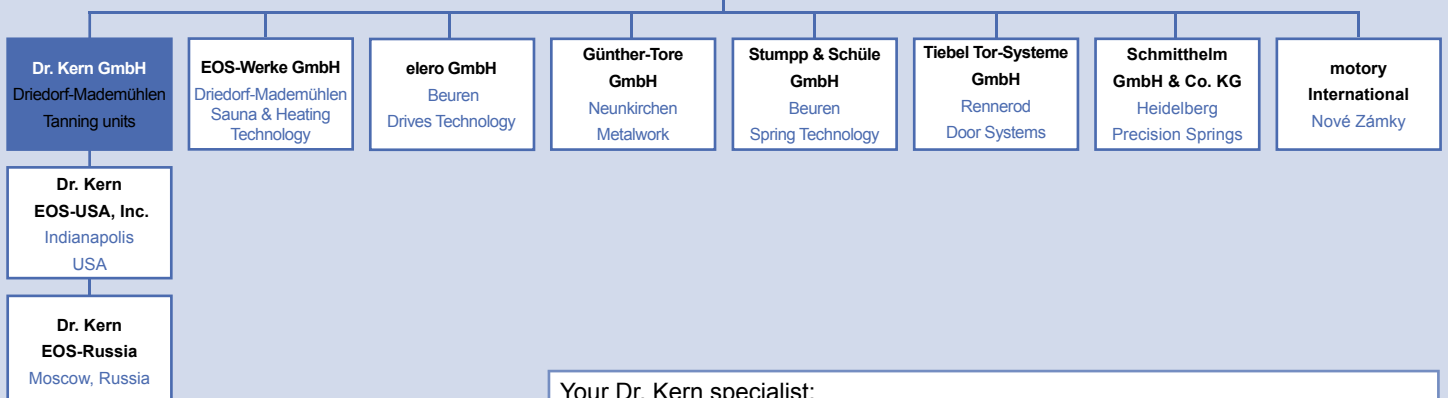 Dr. Kern GmbH
Driedorf-Mademühlen
Tanning units
EOS-Werke GmbH
Driedorf-Mademühlen
Sauna & Heating
Technology
elero GmbH
Beuren
Drives Technology
Günther-Tore
GmbH
Neunkirchen
Metalwork
Stumpp & Schüle
GmbH
Beuren
Spring Technology
Tiebel Tor-Systeme
GmbH
Rennerod
Door Systems
Schmitthelm
GmbH & Co. KG
Heidelberg
Precision Springs
motory
International
Nové Zámky
Dr. Kern
EOS-USA, Inc.
Indianapolis
USA
Dr. Kern
EOS-Russia
Moscow, Russia
Your Dr. Kern specialist: